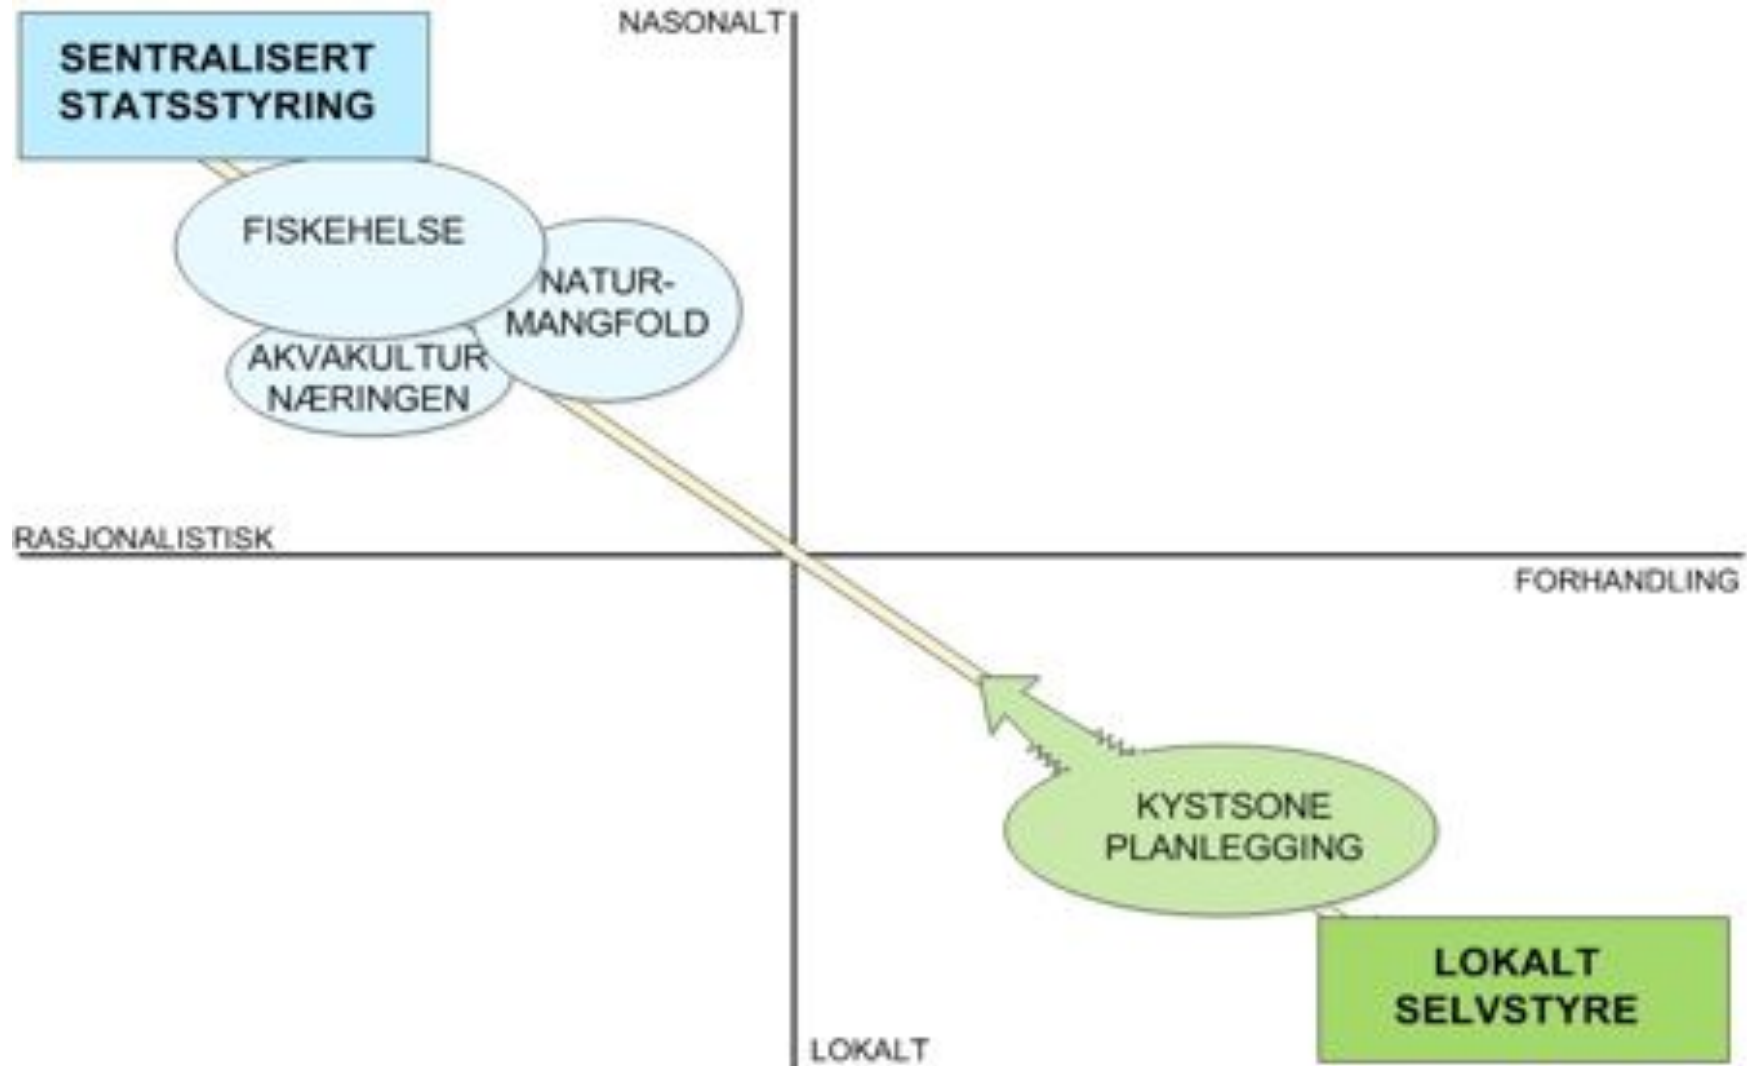 SENTRALISERT
STATSSTYRING
NASONALT
FISKEHELSE
NATUR-
MANGFOLD
AKVAKULTUR
NÆRINGEN
RASJONALISTISK
FORHANDLING
KYSTSONE
PLANLEGGING
LOKALT
SELVSTYRE
LOKALT